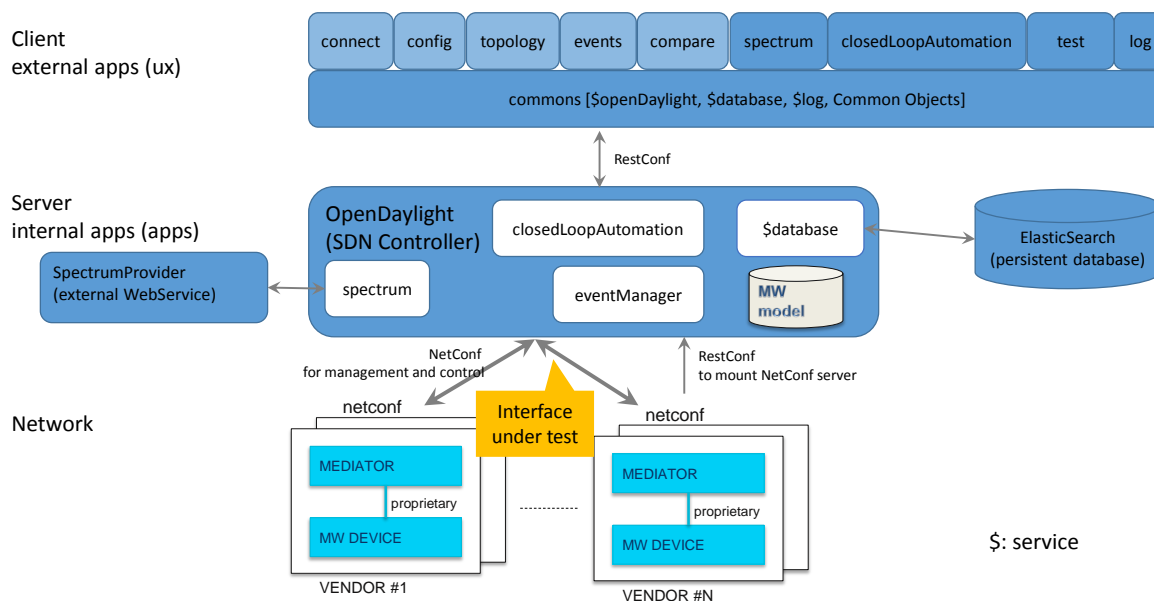 Client
external apps (ux)
connect
config
topology
events
compare
spectrum
closedLoopAutomation
test
log
commons [$openDaylight, $database, $log, Common Objects]
RestConf
Server
internal apps (apps)
OpenDaylight
(SDN Controller)
closedLoopAutomation
$database
ElasticSearch
(persistent database)
SpectrumProvider
(external WebService)
spectrum
eventManager
MW
model
NetConf
for management and control
RestConf
to mount NetConf server
Network
netconf
Interface
under test
netconf
MEDIATOR
proprietary
MW DEVICE
VENDOR #1
MEDIATOR
proprietary
MW DEVICE
VENDOR #N
$: service